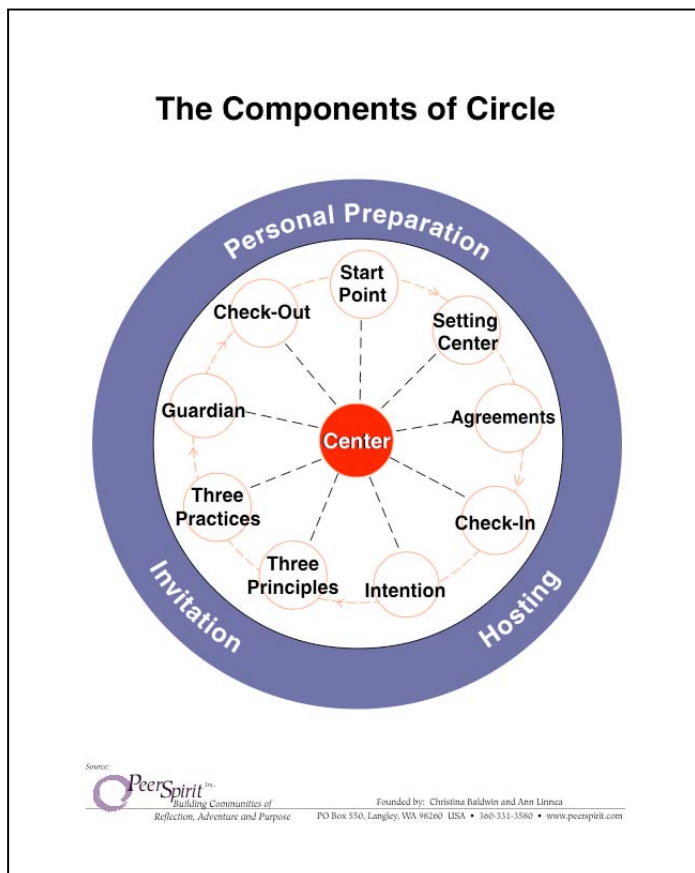 The Components of Circle
Personal Preparation
Start
Point
Setting
Center
Agreements
Check-In
Intention
Three
Principles
Three
Practices
Guardian
Check-Out
Center
Invitation
Hosting
Source:
PeerSpirit Inc.
Building Communities of
Reflection, Adventure and Purpose
Founded by: Christina Baldwin and Ann Linnea
PO Box 550, Langley, WA 98260 USA • 360-331-3580 • www.peerspirit.com